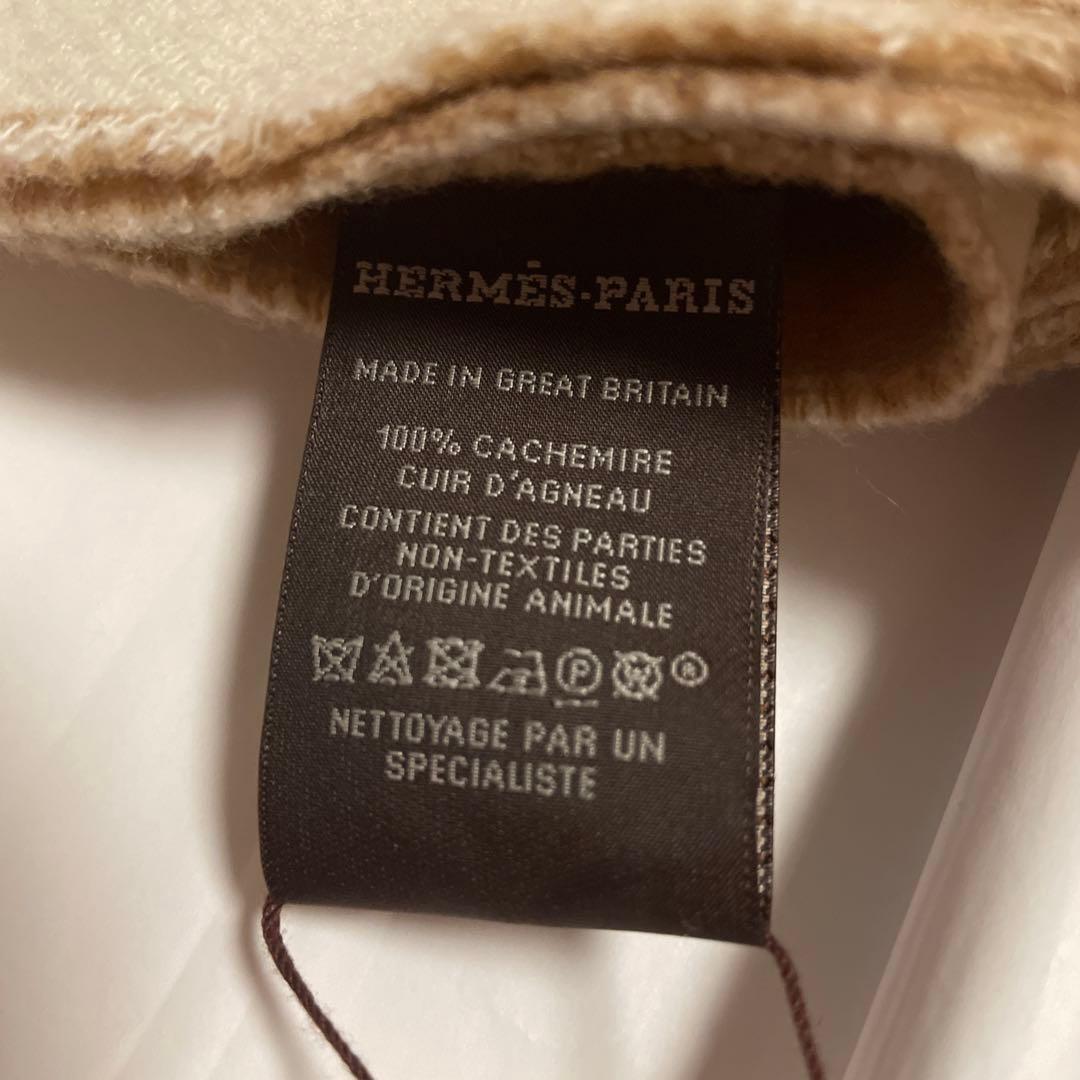 HERMÈS-PARIS
MADE IN GREAT BRITAIN
100% CACHEMIRE
CUIR D'AGNEAU
CONTIENT DES PARTIES
NON-TEXTILES
D'ORIGINE ANIMALE
P W ®
NETTOYAGE PAR UN
SPECIALISTE